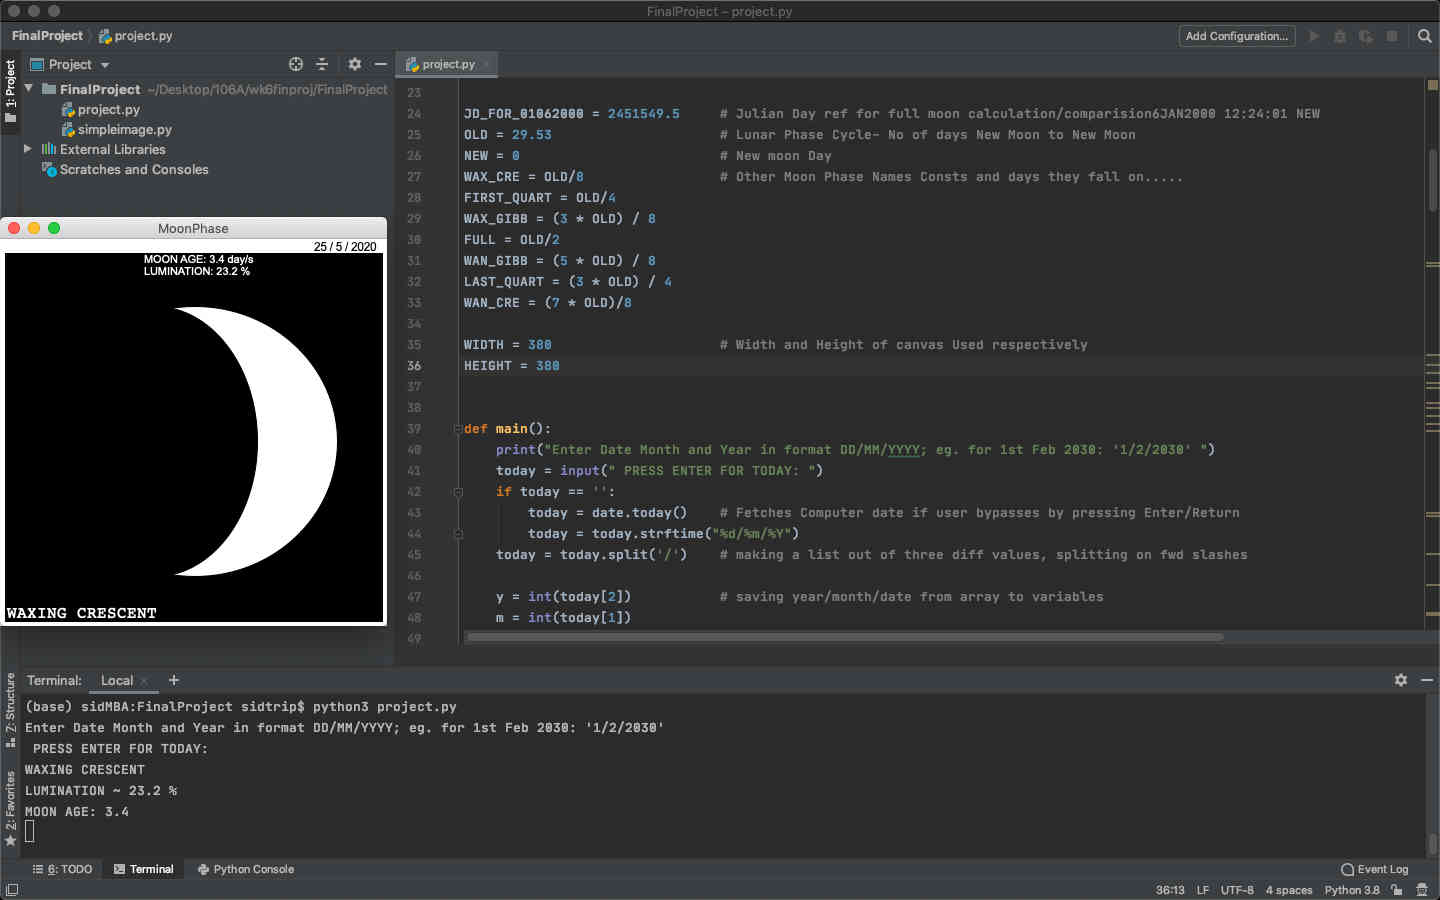 FinalProject – project.py
FinalProject
project.py
Add Configuration...
1: Project
Project
project.py
FinalProject ~/Desktop/106A/wk6finproj/FinalProject
project.py
simpleimage.py
External Libraries
Scratches and Consoles
MoonPhase
25 / 5 / 2020
MOON AGE: 3.4 day/s
LUMINATION: 23.2 %
WAXING CRESCENT
23
24 JD_FOR_01062000 = 2451549.5 # Julian Day ref for full moon calculation/comparision6JAN2000 12:24:01 NEW
25 OLD = 29.53 # Lunar Phase Cycle- No of days New Moon to New Moon
26 NEW = 0 # New moon Day
27 WAX_CRE = OLD/8 # Other Moon Phase Names Consts and days they fall on.....
28 FIRST_QUART = OLD/4
29 WAX_GIBB = (3 * OLD) / 8
30 FULL = OLD/2
31 WAN_GIBB = (5 * OLD) / 8
32 LAST_QUART = (3 * OLD) / 4
33 WAN_CRE = (7 * OLD)/8
34
35 WIDTH = 380 # Width and Height of canvas Used respectively
36 HEIGHT = 380
37
38
39 def main():
40 print("Enter Date Month and Year in format DD/MM/YYYY; eg. for 1st Feb 2030: '1/2/2030' ")
41 today = input(" PRESS ENTER FOR TODAY: ")
42 if today == '':
43 today = date.today() # Fetches Computer date if user bypasses by pressing Enter/Return
44 today = today.strftime("%d/%m/%Y")
45 today = today.split('/') # making a list out of three diff values, splitting on fwd slashes
46
47 y = int(today[2]) # saving year/month/date from array to variables
48 m = int(today[1])
49
Terminal: Local +
7: Structure
2: Favorites
(base) sidMBA:FinalProject sidtrip$ python3 project.py
Enter Date Month and Year in format DD/MM/YYYY; eg. for 1st Feb 2030: '1/2/2030'
PRESS ENTER FOR TODAY:
WAXING CRESCENT
LUMINATION ~ 23.2 %
MOON AGE: 3.4
6: TODO
Terminal
Python Console
Event Log
36:13 LF UTF-8 4 spaces Python 3.8